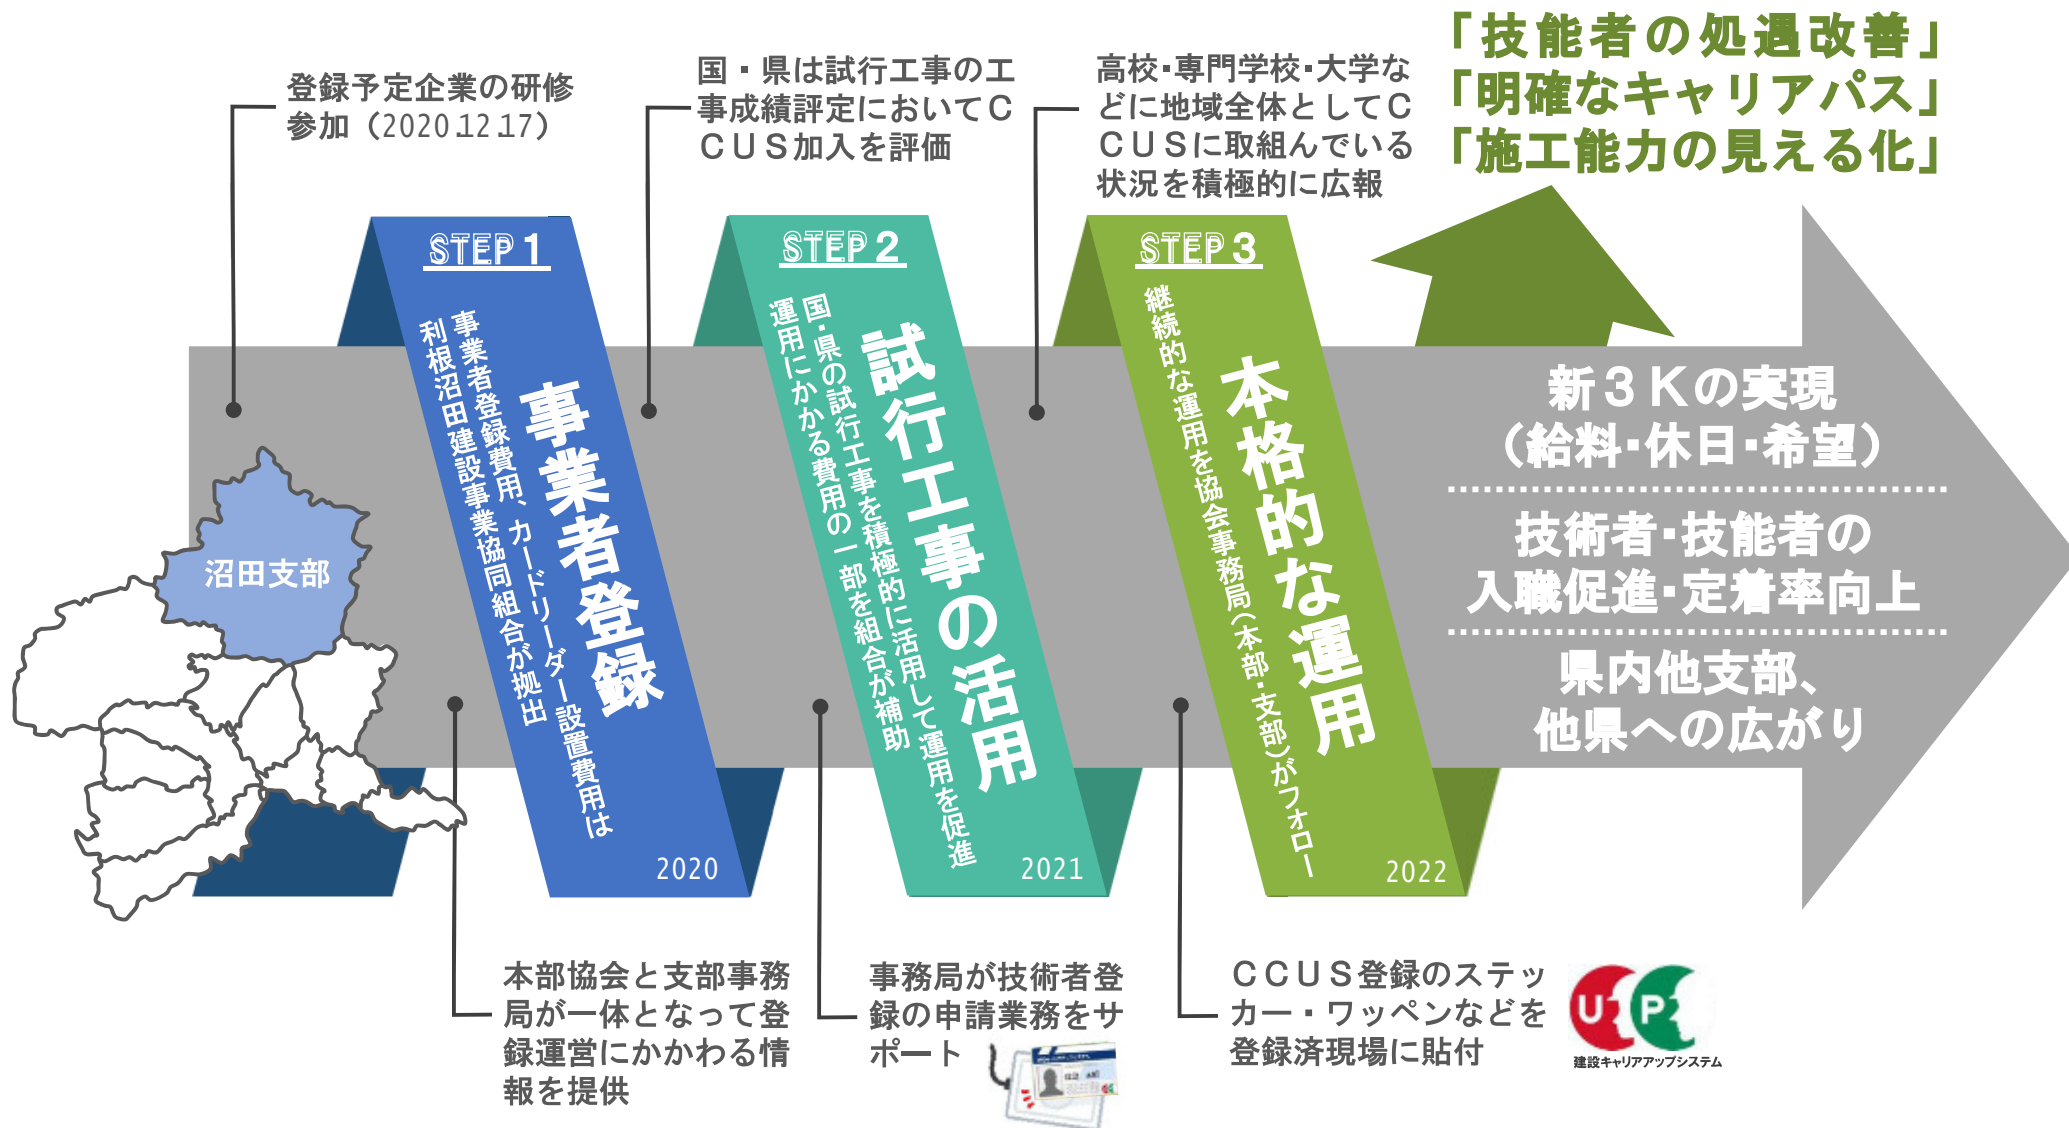 「技能者の処遇改善」
「明確なキャリアパス」
「施工能力の見える化」
登録予定企業の研修
参加（2020.12.17）
国・県は試行工事の工
事成績評定においてＣ
ＣＵＳ加入を評価
高校・専門学校・大学な
どに地域全体としてＣ
ＣＵＳに取組んでいる
状況を積極的に広報
STEP 1
事業者登録
事業者登録費用、カードリーダー設置費用は
利根沼田建設事業協同組合が拠出
2020
STEP 2
試行工事の活用
国・県の試行工事を積極的に活用して運用を促進
運用にかかる費用の一部を組合が補助
2021
STEP 3
本格的な運用
継続的な運用を協会事務局（本部・支部）がフォロー
2022
新３Ｋの実現
（給料・休日・希望）
技術者・技能者の
入職促進・定着率向上
県内他支部、
他県への広がり
沼田支部
本部協会と支部事務
局が一体となって登
録運営にかかわる情
報を提供
事務局が技術者登
録の申請業務をサ
ポート
ＣＣＵＳ登録のステッ
カー・ワッペンなどを
登録済現場に貼付
UP
建設キャリアアップシステム